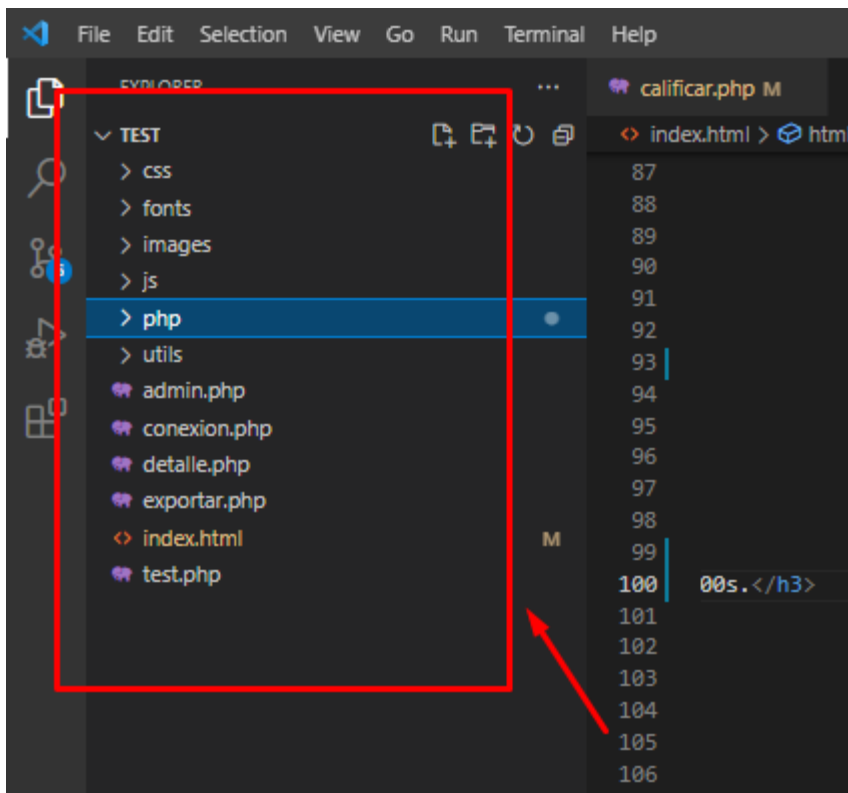 File Edit Selection View Go Run Terminal Help
EXPLORER
TEST
css
fonts
images
js
php
utils
admin.php
conexion.php
detalle.php
exportar.php
index.html M
test.php
calificar.php M
index.html > html
87
88
89
90
91
92
93
94
95
96
97
98
99
100 00s.</h3>
101
102
103
104
105
106